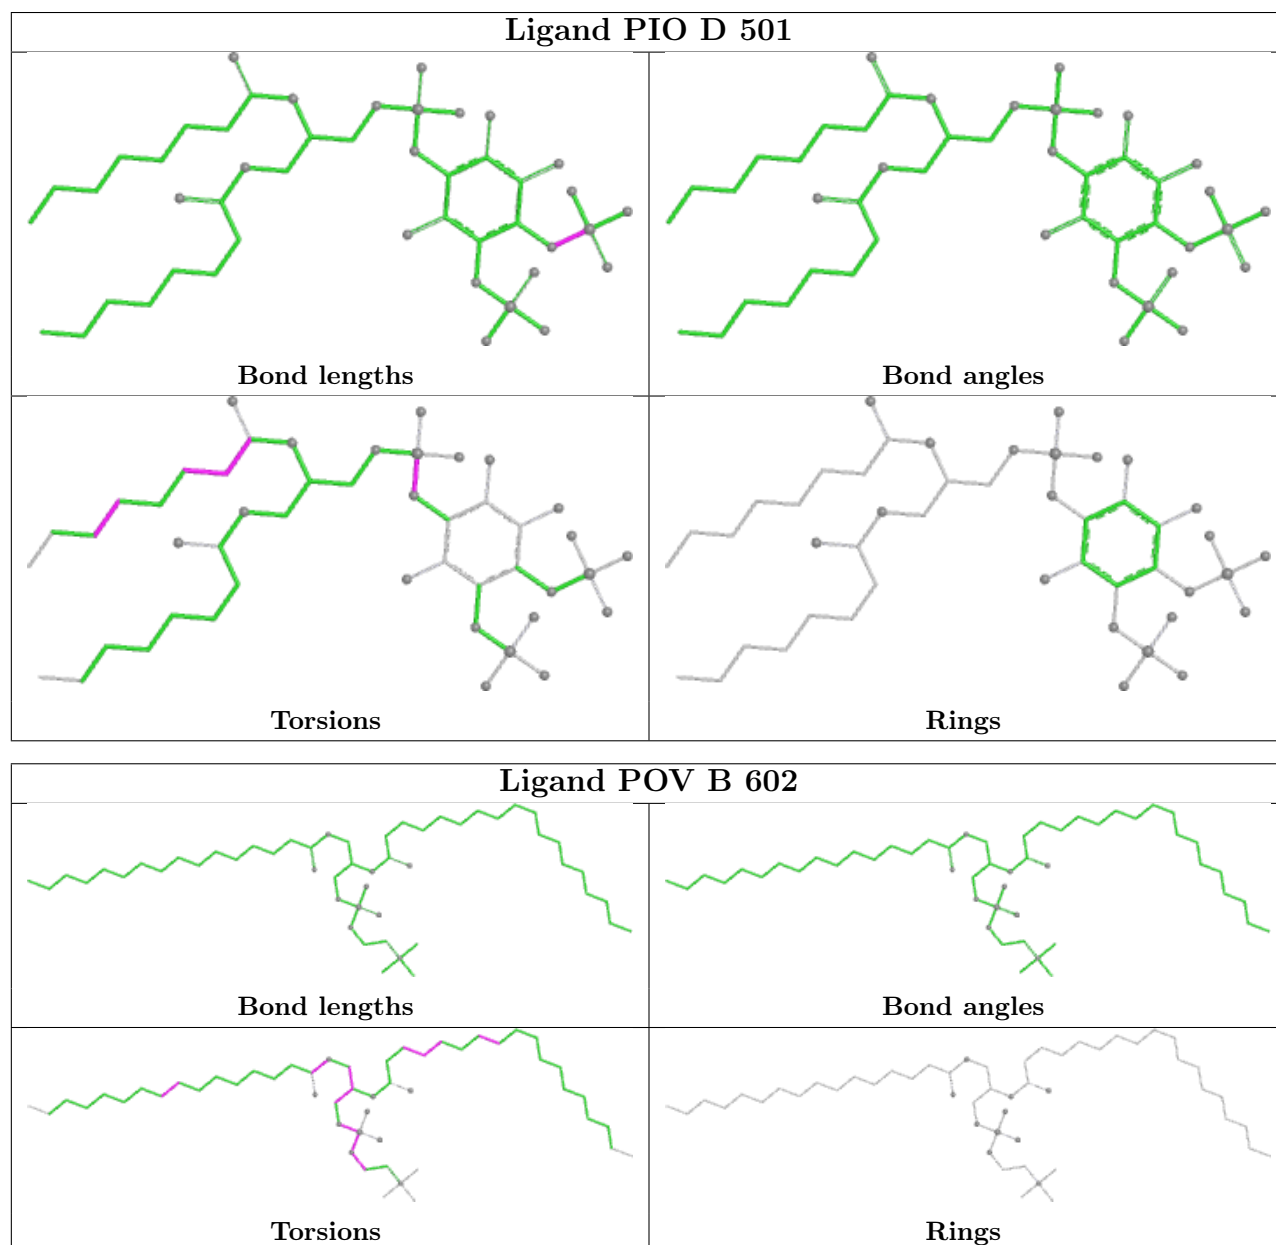 Ligand PIO D 501
Bond lengths
Bond angles
Torsions
Rings
Ligand POV B 602
Bond lengths
Bond angles
Torsions
Rings